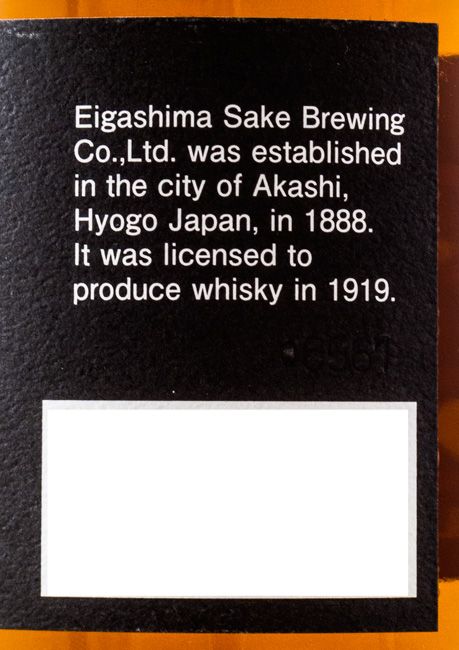 Eigashima Sake Brewing
Co.,Ltd. was established
in the city of Akashi,
Hyogo Japan, in 1888.
It was licensed to
produce whisky in 1919.